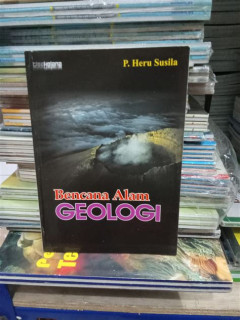 P. Heru Susila
Bencana Alam
GEOLOGI